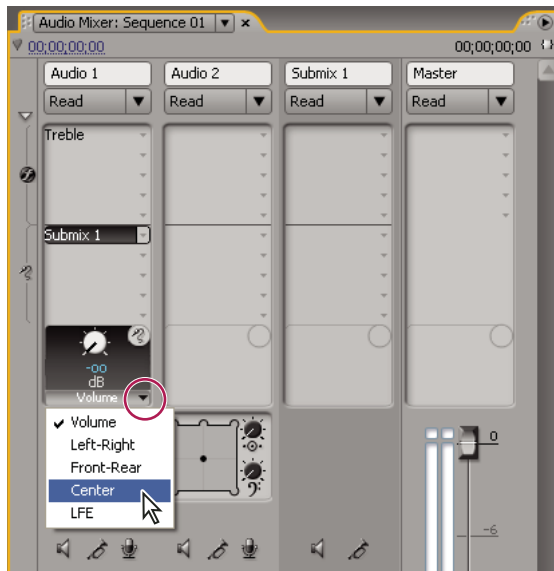 Audio Mixer: Sequence 01
00;00;00;00 00;00;00;00
Audio 1 Audio 2 Submix 1 Master
Read Read Read Read
Treble
Submix 1
-oo
dB
Volume
Volume
Left-Right
Front-Rear
Center
LFE
0
-6